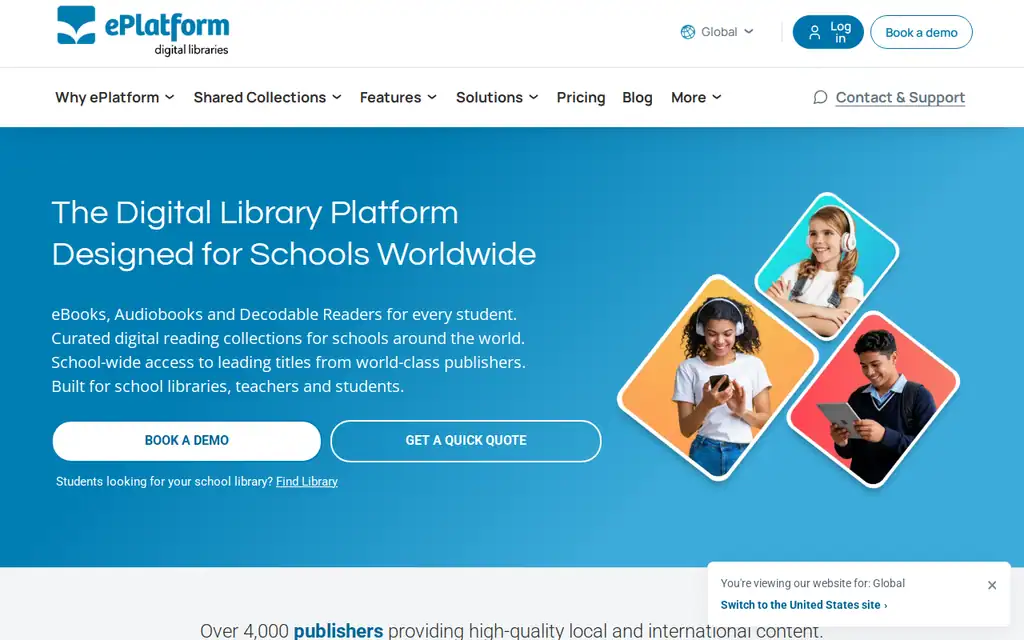 ePlatform
digital libraries
Global
Log in
Book a demo
Why ePlatform
Shared Collections
Features
Solutions
Pricing
Blog
More
Contact & Support
The Digital Library Platform
Designed for Schools Worldwide
eBooks, Audiobooks and Decodable Readers for every student.
Curated digital reading collections for schools around the world.
School-wide access to leading titles from world-class publishers.
Built for school libraries, teachers and students.
BOOK A DEMO
GET A QUICK QUOTE
Students looking for your school library? Find Library
You're viewing our website for: Global
Switch to the United States site ›
Over 4,000 publishers providing high-quality local and international content.